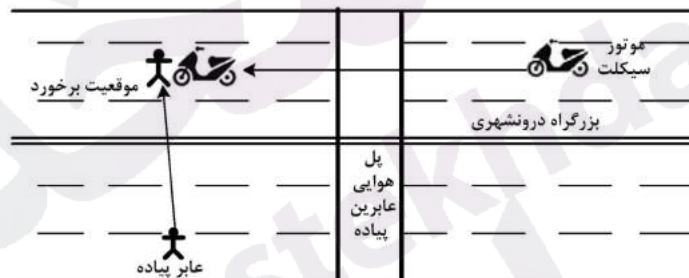 موتور
سیکلت
موقعیت برخورد
بزرگراه درونشهری
پل
هوایی
عابرین
پیاده
عابر پیاده